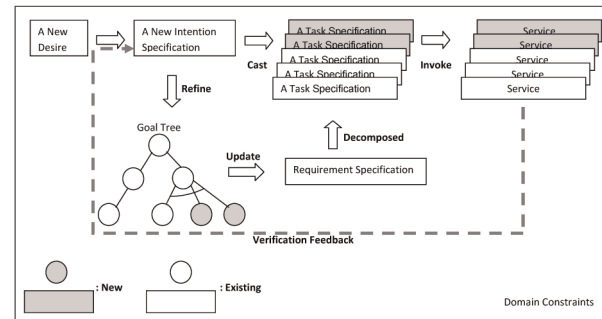 A New
Desire
A New Intention
Specification
Cast
A Task Specification
A Task Specification
A Task Specification
A Task Specification
A Task Specification
Invoke
Service
Service
Service
Service
Service
Refine
Goal Tree
Update
Decomposed
Requirement Specification
Verification Feedback
: New
: Existing
Domain Constraints